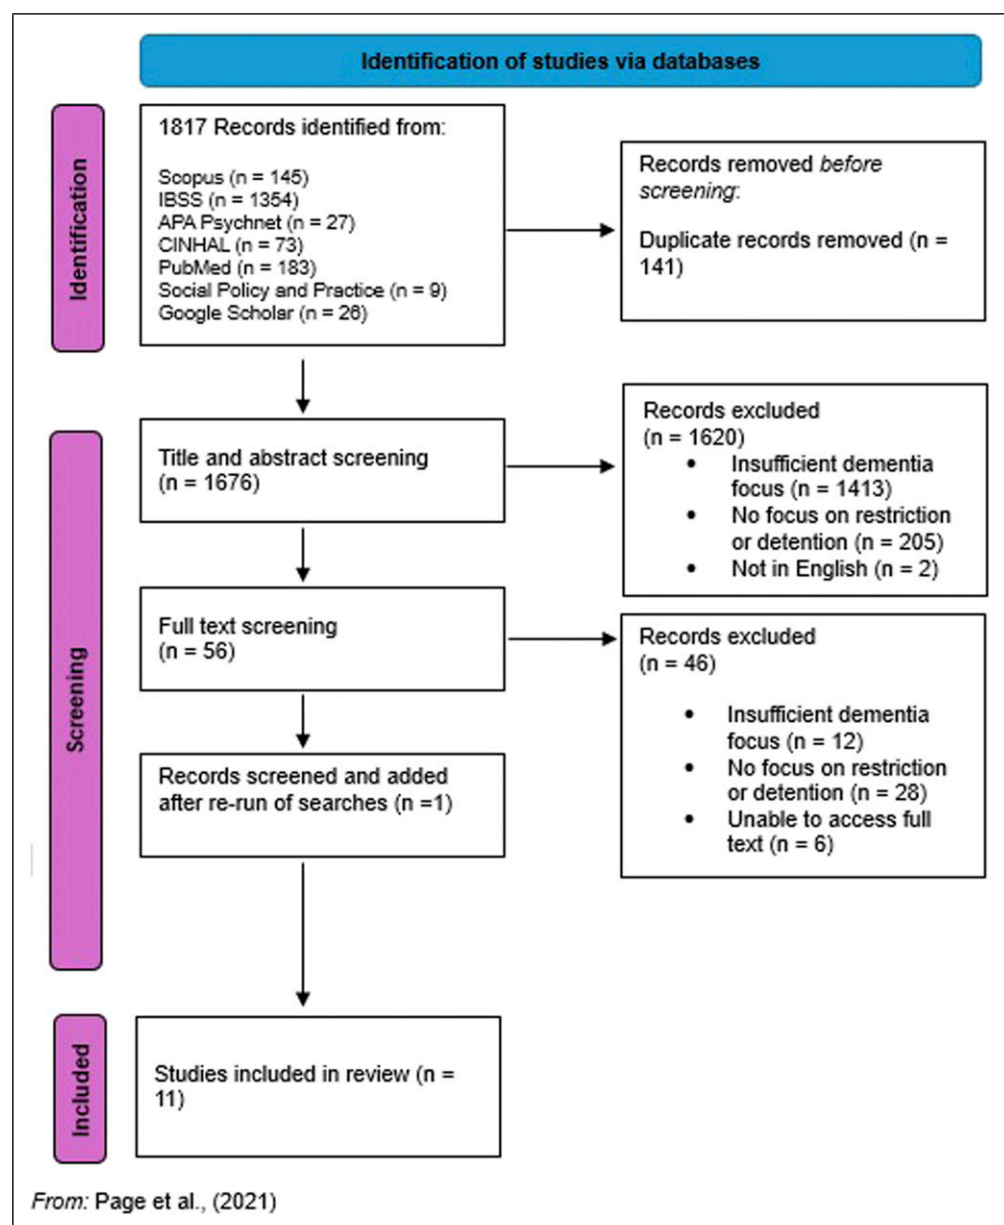 Identification of studies via databases
Identification
1817 Records identified from:
Scopus (n = 145)
IBSS (n = 1354)
APA Psychnet (n = 27)
CINHAL (n = 73)
PubMed (n = 183)
Social Policy and Practice (n = 9)
Google Scholar (n = 26)
Records removed before
screening:
Duplicate records removed (n =
141)
Screening
Title and abstract screening
(n = 1676)
Records excluded
(n = 1620)
• Insufficient dementia
focus (n = 1413)
• No focus on restriction
or detention (n = 205)
• Not in English (n = 2)
Full text screening
(n = 56)
Records excluded
(n = 46)
• Insufficient dementia
focus (n = 12)
• No focus on restriction
or detention (n = 28)
• Unable to access full
text (n = 6)
Records screened and added
after re-run of searches (n =1)
Included
Studies included in review (n =
11)
From: Page et al., (2021)